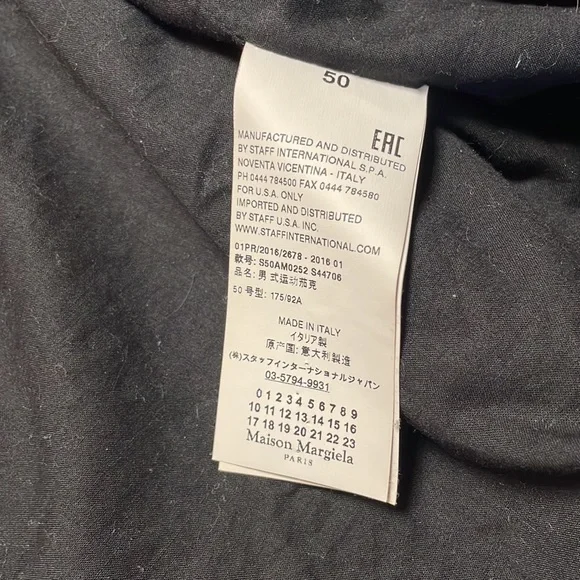 50
EAC
MANUFACTURED AND DISTRIBUTED
BY STAFF INTERNATIONAL S.P.A.
NOVENTA VICENTINA - ITALY
PH 0444 784500 FAX 0444 784580
FOR U.S.A. ONLY
IMPORTED AND DISTRIBUTED
BY STAFF U.S.A. INC.
WWW.STAFFINTERNATIONAL.COM
01PR/2016/2678 - 2016 01
款号: S50AM0252 S44706
品名: 男式运动茄克
50 号型: 175/92A
MADE IN ITALY
イタリア製
原产国: 意大利製造
(株)スタッフインターナショナルジャパン
03-5794-9931
0 1 2 3 4 5 6 7 8 9
10 11 12 13 14 15 16
17 18 19 20 21 22 23
Maison Margiela
PARIS